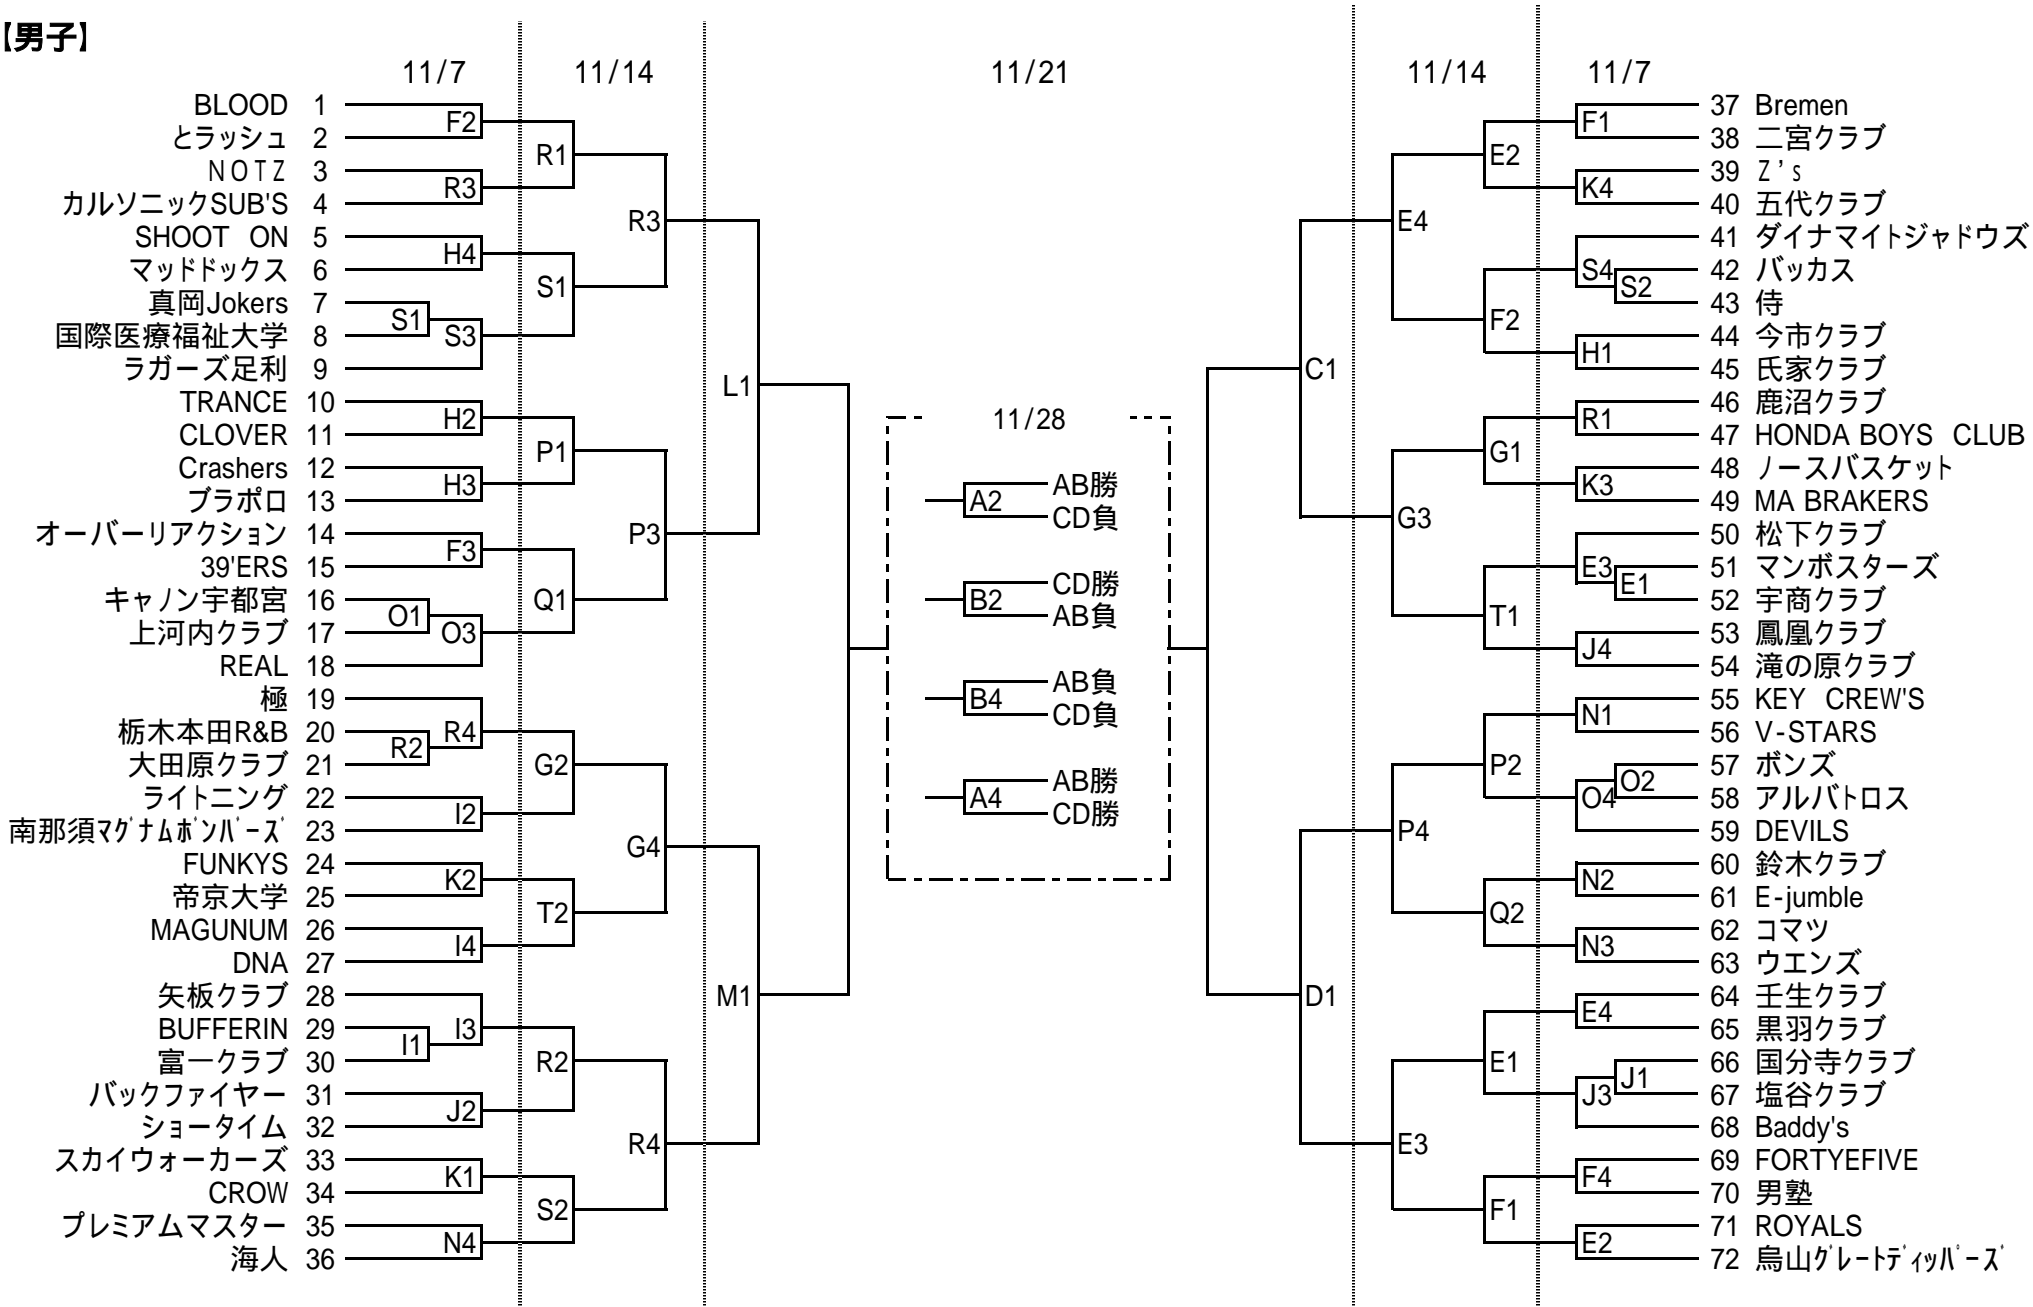 【男子】
11/7 11/14 11/21 11/14 11/7
BLOOD 1
とラッシュ 2
ＮＯＴＺ 3
カルソニックSUB'S 4
SHOOT ON 5
マッドドックス 6
真岡Jokers 7
国際医療福祉大学 8
ラガーズ足利 9
TRANCE 10
CLOVER 11
Crashers 12
ブラポロ 13
オーバーリアクション 14
39'ERS 15
キャノン宇都宮 16
上河内クラブ 17
REAL 18
極 19
栃木本田R&B 20
大田原クラブ 21
ライトニング 22
南那須ﾏｸﾞﾅﾑﾎﾞﾝﾊﾞｰｽﾞ 23
FUNKYS 24
帝京大学 25
MAGUNUM 26
DNA 27
矢板クラブ 28
BUFFERIN 29
富一クラブ 30
バックファイヤー 31
ショータイム 32
スカイウォーカーズ 33
CROW 34
プレミアムマスター 35
海人 36
S1
O1
R2
I1
F2
R3
H4
S3
H2
H3
F3
O3
R4
I2
K2
I4
I3
J2
K1
N4
R1
S1
P1
Q1
G2
T2
R2
S2
R3
P3
G4
R4
L1
M1
11/28
A2 AB勝
CD負
B2 CD勝
AB負
B4 AB負
CD負
A4 AB勝
CD勝
C1
D1
E4
G3
P4
E3
E2
F2
G1
T1
P2
Q2
E1
F1
F1
K4
S4
H1
R1
K3
E3
J4
N1
O4
N2
N3
E4
J3
F4
E2
S2
E1
O2
J1
37 Bremen
38 二宮クラブ
39 Ｚ’ｓ
40 五代クラブ
41 ダイナマイトジャドウズ
42 バッカス
43 侍
44 今市クラブ
45 氏家クラブ
46 鹿沼クラブ
47 HONDA BOYS CLUB
48 ノースバスケット
49 MA BRAKERS
50 松下クラブ
51 マンボスターズ
52 宇商クラブ
53 鳳凰クラブ
54 滝の原クラブ
55 KEY CREW'S
56 V-STARS
57 ボンズ
58 アルバトロス
59 DEVILS
60 鈴木クラブ
61 E-jumble
62 コマツ
63 ウエンズ
64 壬生クラブ
65 黒羽クラブ
66 国分寺クラブ
67 塩谷クラブ
68 Baddy's
69 FORTYEFIVE
70 男塾
71 ROYALS
72 烏山ｸﾞﾚｰﾄﾃﾞｨｯﾊﾟｰｽﾞ